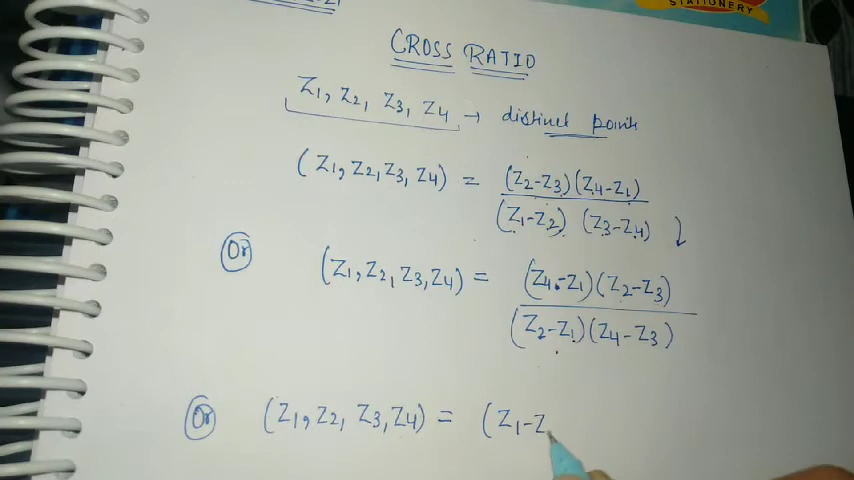 STATIONERY
CROSS RATIO
Z1, Z2, Z3, Z4 → distinct points
(Z1, Z2, Z3, Z4) = (Z2-Z3)(Z4-Z1) / (Z1-Z2) (Z3-Z4)
Or (Z1, Z2, Z3, Z4) = (Z4-Z1)(Z2-Z3) / (Z2-Z1)(Z4-Z3)
Or (Z1, Z2, Z3, Z4) = (Z1-Z